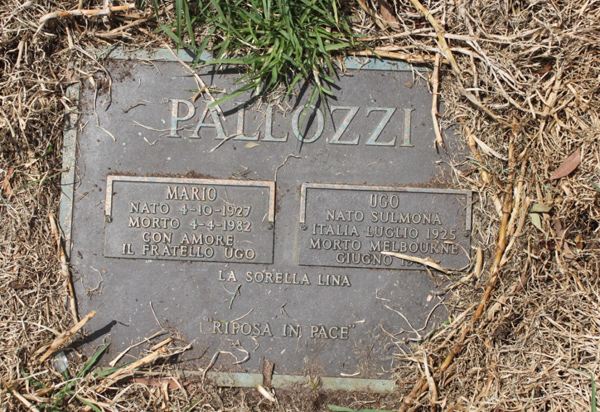 PALLOZZI
MARIO
NATO 4-10-1927
MORTO 4-4-1982
CON AMORE
IL FRATELLO UGO
UGO
NATO SULMONA
ITALIA LUGLIO 1925
MORTO MELBOURNE
GIUGNO
LA SORELLA LINA
"RIPOSA IN PACE"